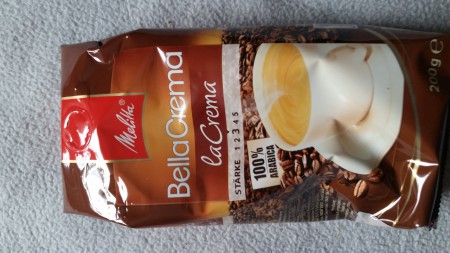 Melitta
BellaCrema
laCrema
STÄRKE 1 2 3 4 5
100%
ARABICA
200g e